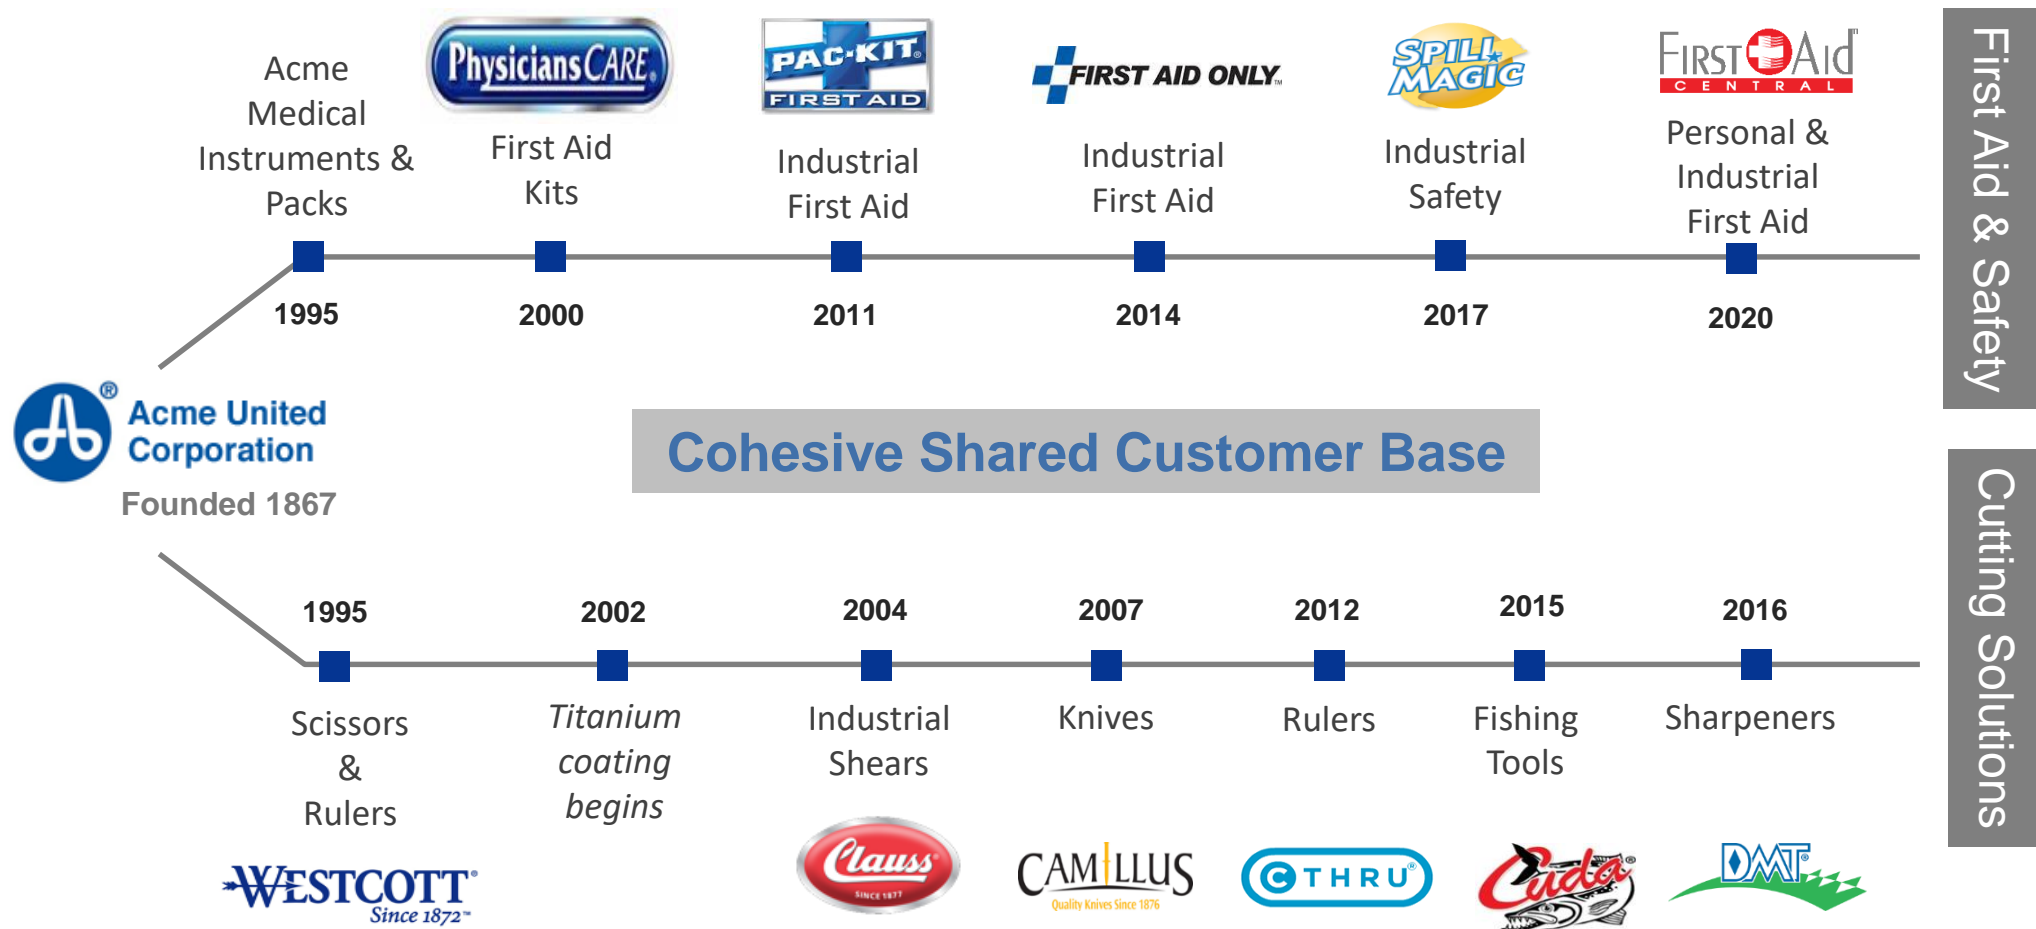 Acme
Medical
Instruments &
Packs
PhysiciansCARE®
First Aid
Kits
PAC-KIT®
FIRST AID
Industrial
First Aid
FIRST AID ONLY™
Industrial
First Aid
SPILL
MAGIC
Industrial
Safety
FIRST AID
CENTRAL
Personal &
Industrial
First Aid
1995
2000
2011
2014
2017
2020
First Aid & Safety
®
Acme United
Corporation
Founded 1867
Cohesive Shared Customer Base
Cutting Solutions
1995
2002
2004
2007
2012
2015
2016
Scissors
&
Rulers
Titanium
coating
begins
Industrial
Shears
Knives
Rulers
Fishing
Tools
Sharpeners
WESTCOTT®
Since 1872™
Clauss
SINCE 1877
CAMILLUS
Quality Knives Since 1876
C THRU®
Cuda®
DMT®